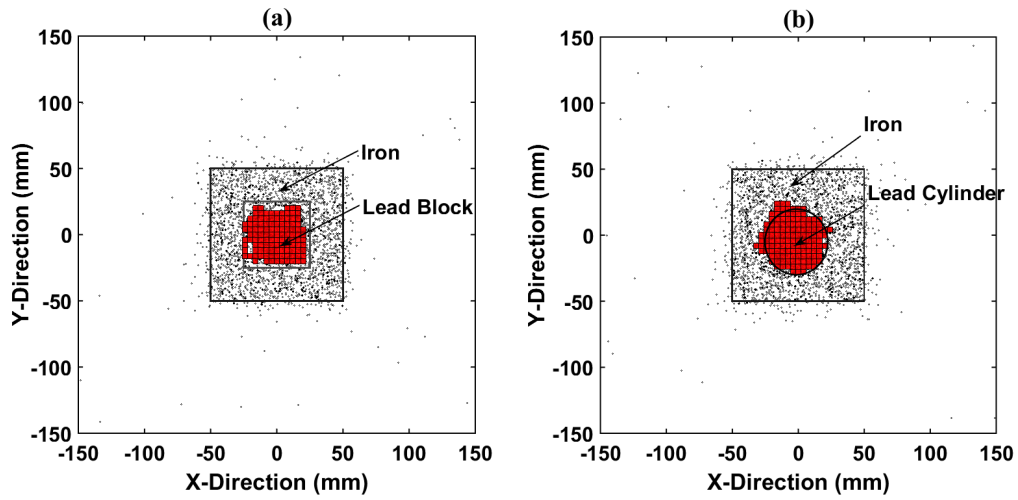 (a)
150
100
50
0
-50
-100
-150
-150 -100 -50 0 50 100 150
X-Direction (mm)
Y-Direction (mm)
Iron
Lead Block
(b)
150
100
50
0
-50
-100
-150
-150 -100 -50 0 50 100 150
X-Direction (mm)
Y-Direction (mm)
Iron
Lead Cylinder